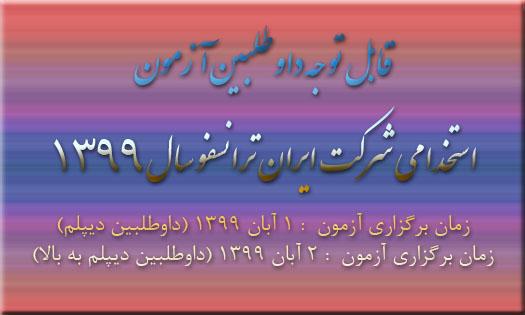 قابل توجه داوطلبین آزمون
استخدامی شرکت ایران ترانسفو سال ۱۳۹۹
زمان برگزاری آزمون : ۱ آبان ۱۳۹۹ (داوطلبین دیپلم)
زمان برگزاری آزمون : ۲ آبان ۱۳۹۹ (داوطلبین دیپلم به بالا)